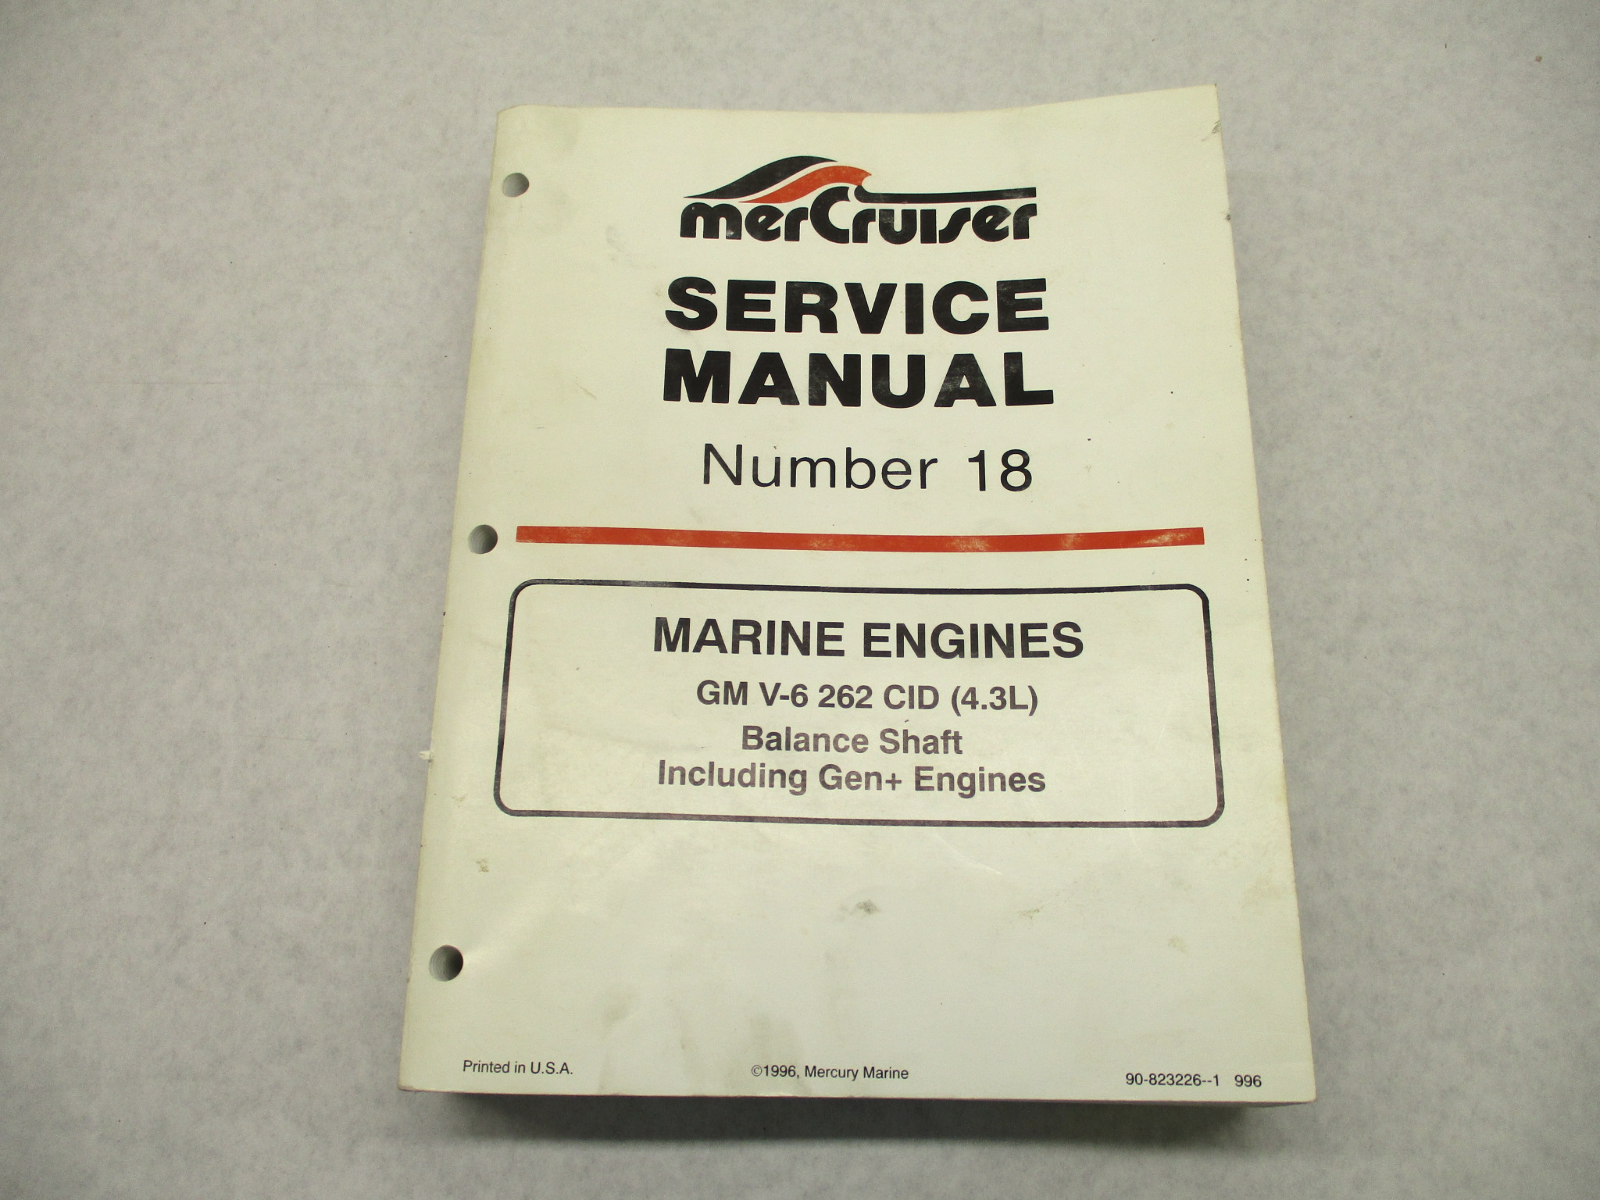 merCruiser
SERVICE
MANUAL
Number 18
MARINE ENGINES
GM V-6 262 CID (4.3L)
Balance Shaft
Including Gen+ Engines
Printed in U.S.A.
©1996, Mercury Marine
90-823226--1 996